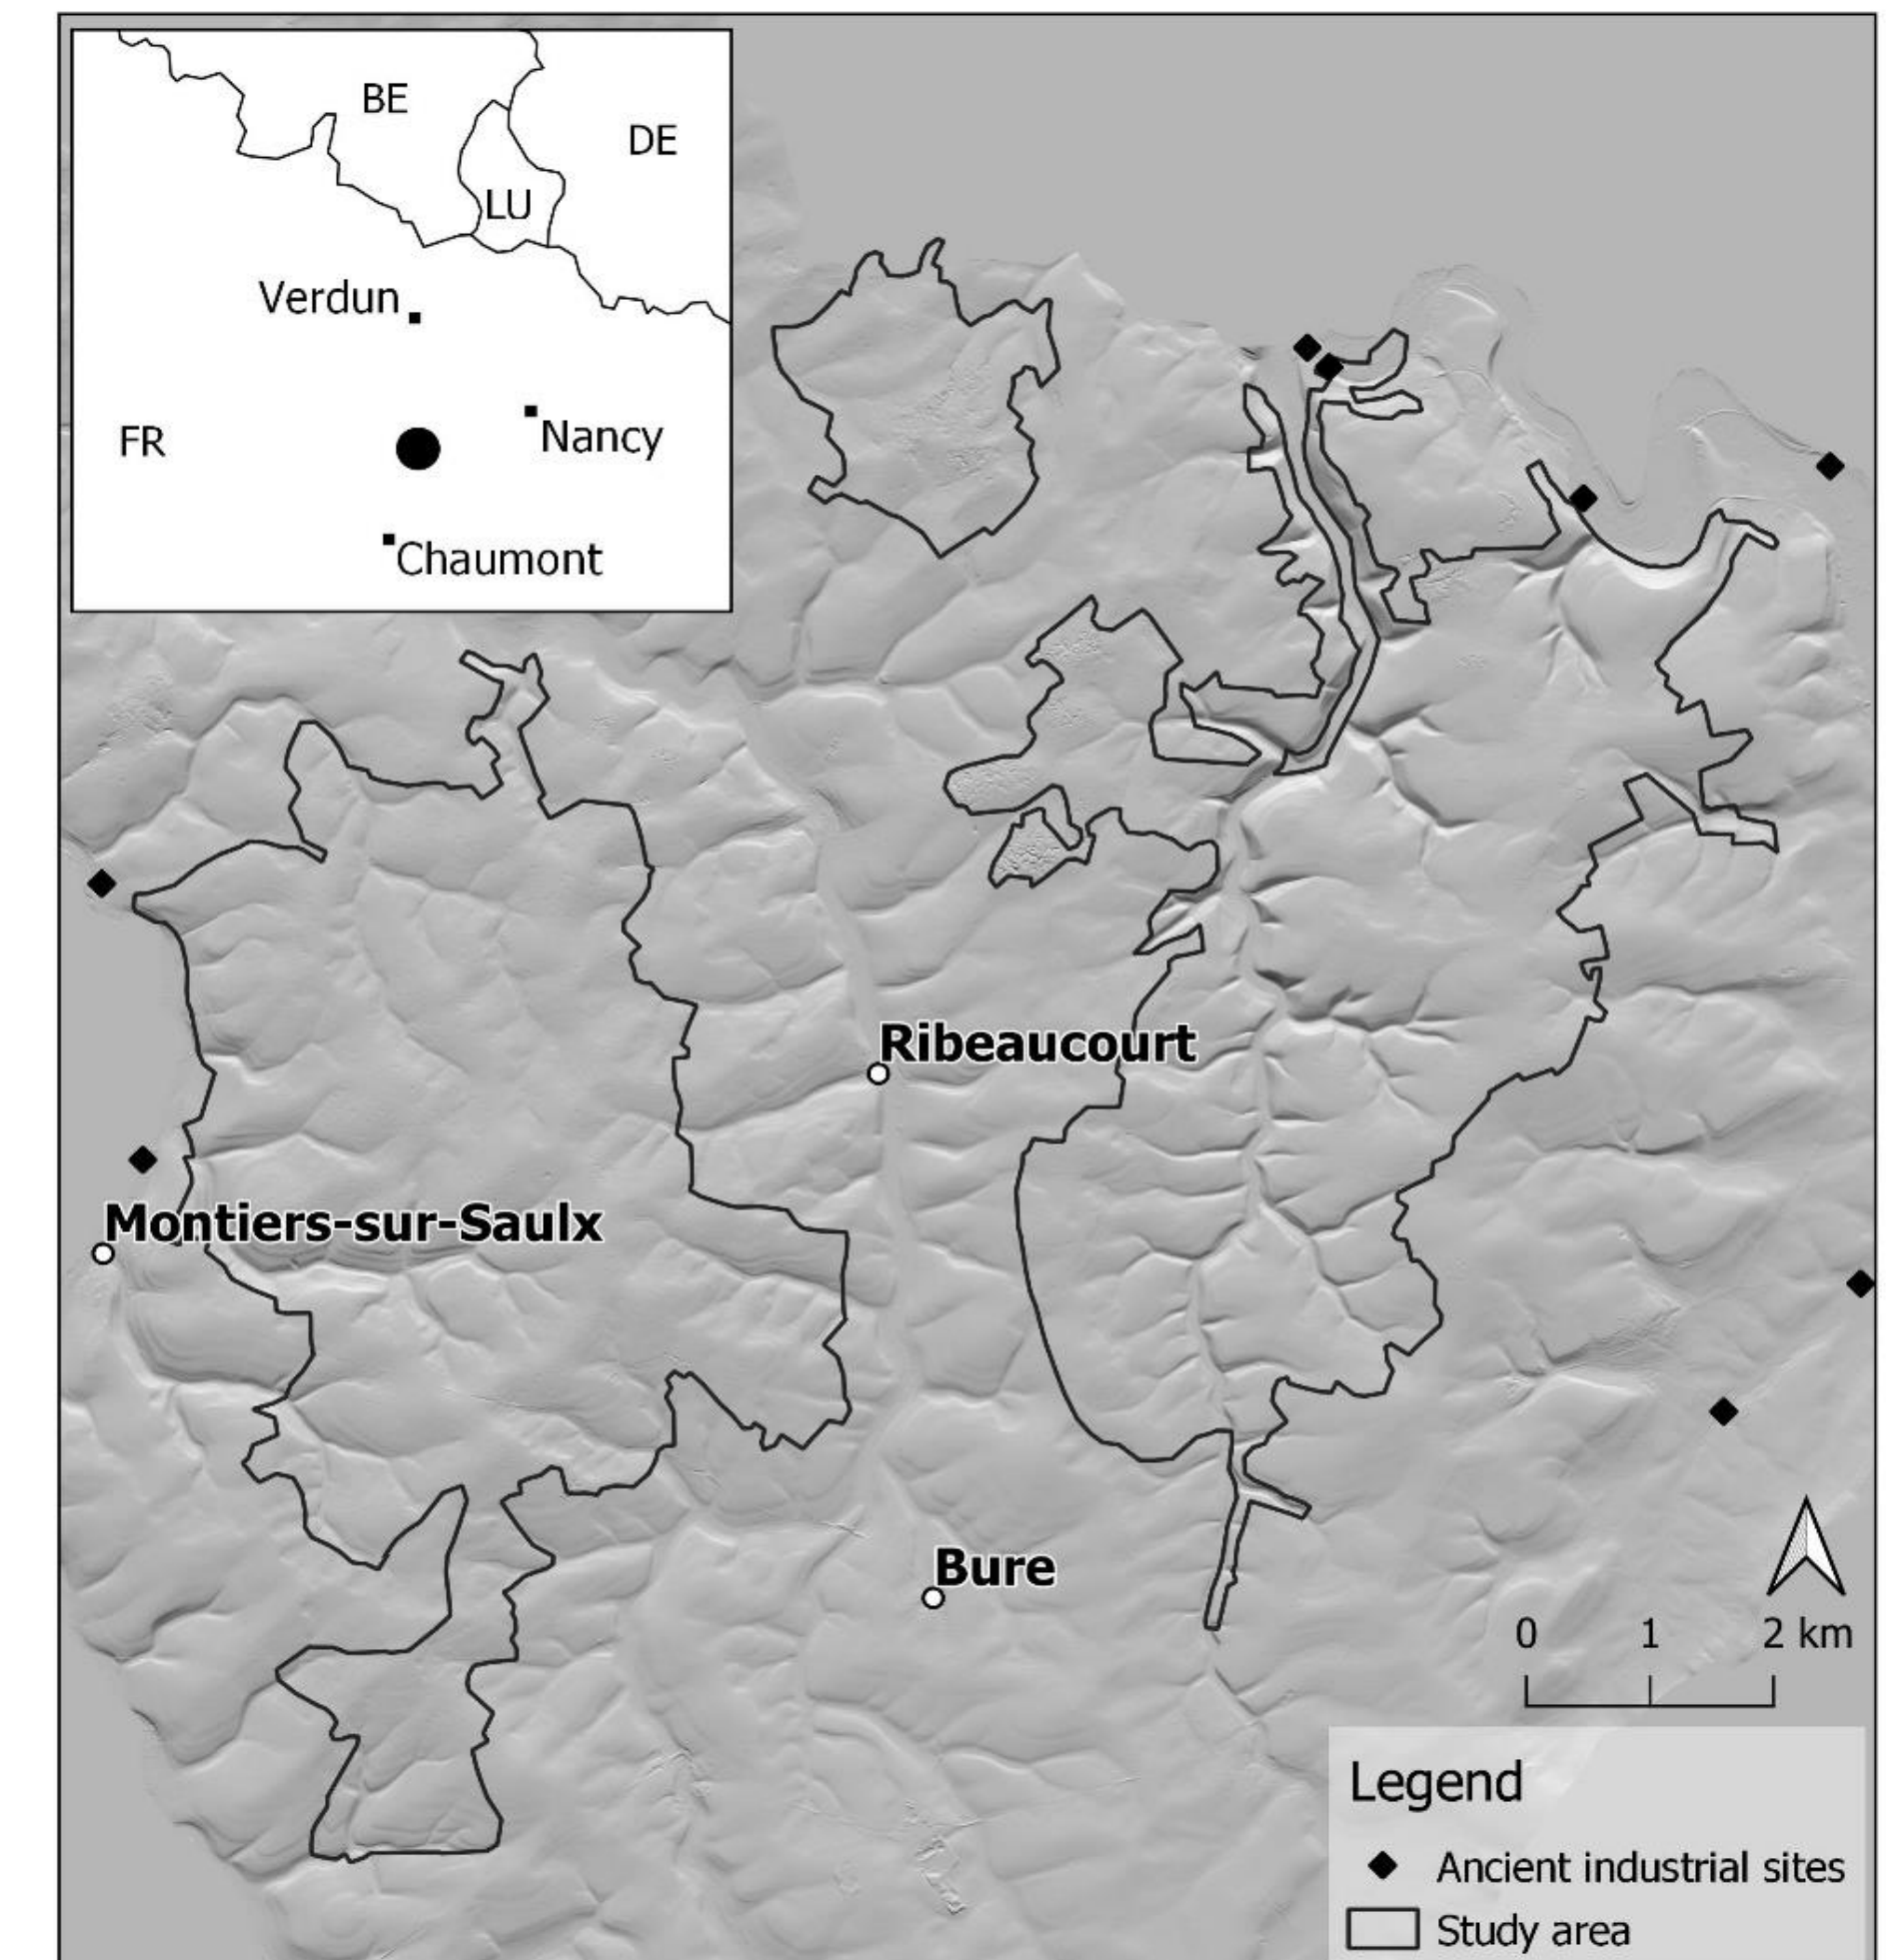 BE
DE
LU
Verdun
FR
Nancy
Chaumont
Ribeaucourt
Montiers-sur-Saulx
Bure
0 1 2 km
Legend
Ancient industrial sites
Study area